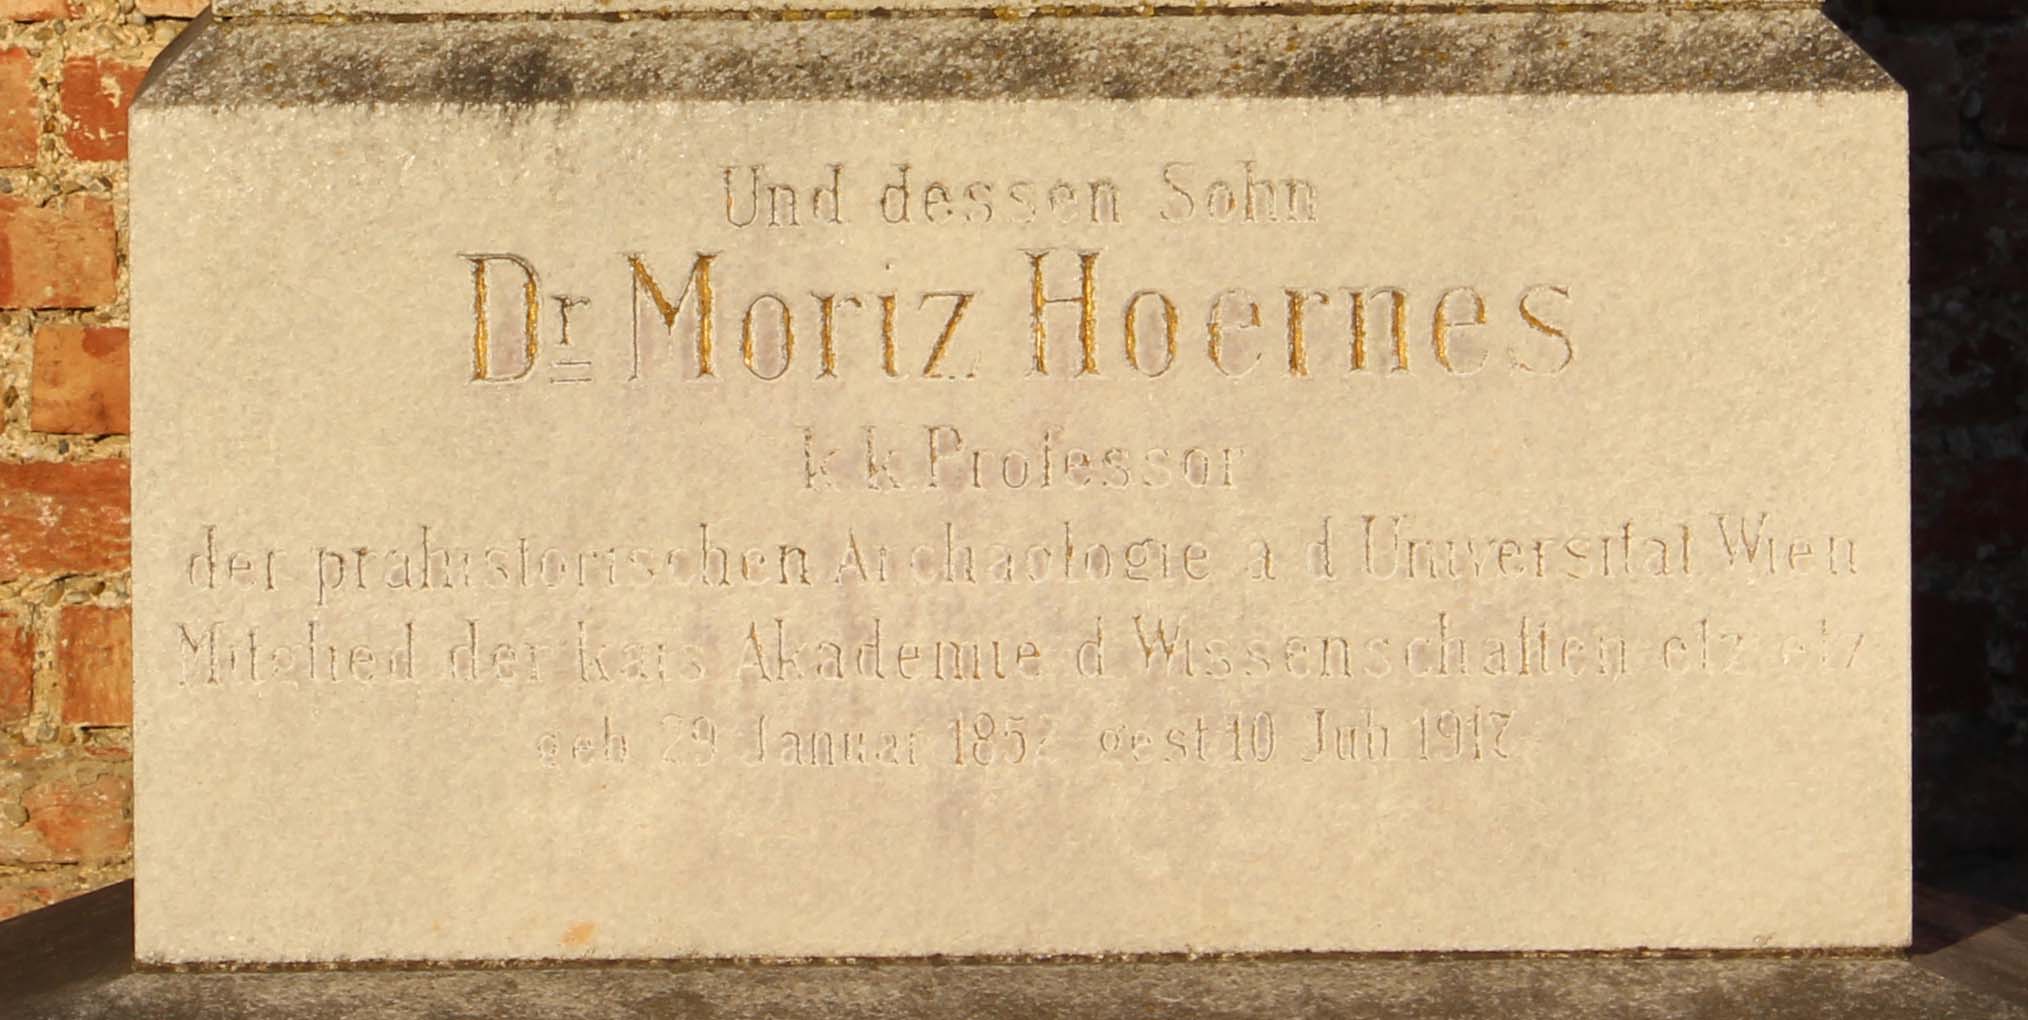 Und dessen Sohn
Dr Moriz Hoernes
k k Professor
der prähistorischen Archäologie a d Universität Wien
Mitglied der kais Akademie d Wissenschaften etz etz
geb 29 Januar 1852 gest 10 Juli 1917